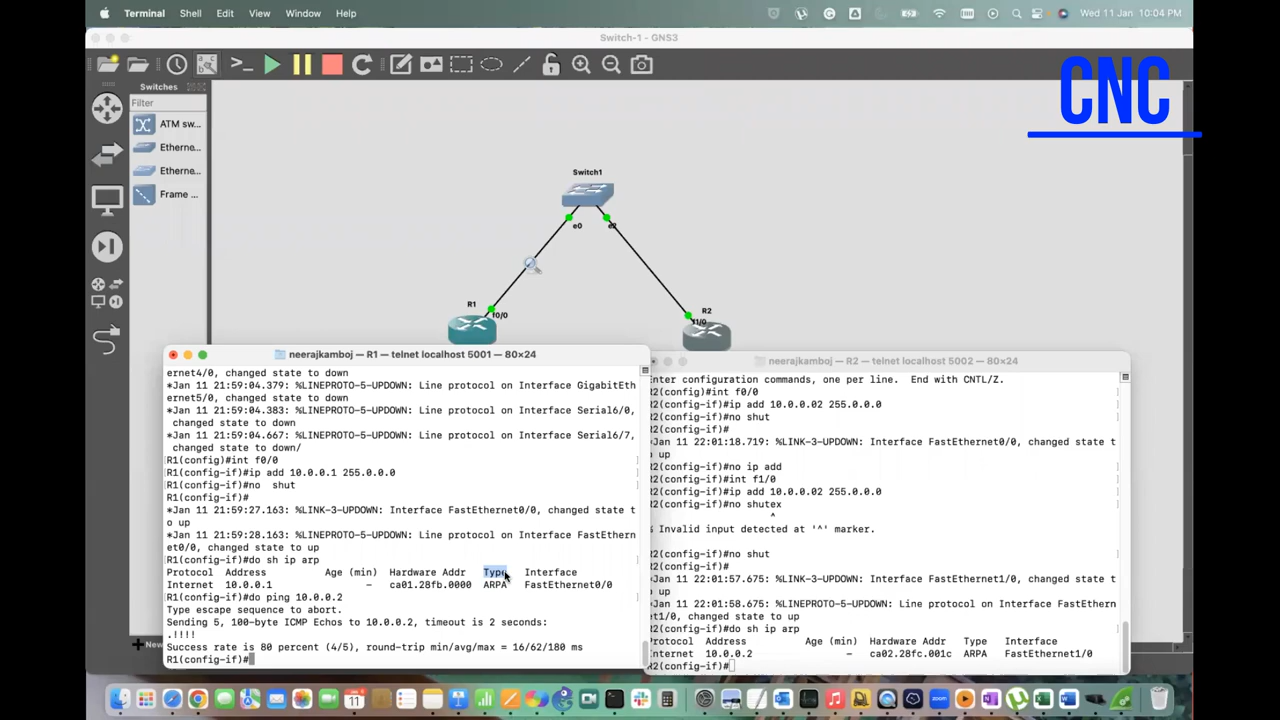 Terminal Shell Edit View Window Help Wed 11 Jan 10:04 PM
Switch-1 - GNS3
CNC
Switches
Filter
ATM sw...
Etherne...
Etherne...
Frame ...
Switch1
e0
R1
f0/0
R2
f1/0
New
neerajkamboj — R1 — telnet localhost 5001 — 80×24
ernet4/0, changed state to down
*Jan 11 21:59:04.379: %LINEPROTO-5-UPDOWN: Line protocol on Interface GigabitEth
ernet5/0, changed state to down
*Jan 11 21:59:04.383: %LINEPROTO-5-UPDOWN: Line protocol on Interface Serial6/0,
changed state to down
*Jan 11 21:59:04.667: %LINEPROTO-5-UPDOWN: Line protocol on Interface Serial6/7,
changed state to down/
R1(config)#int f0/0
R1(config-if)#ip add 10.0.0.1 255.0.0.0
R1(config-if)#no  shut
R1(config-if)#
*Jan 11 21:59:27.163: %LINK-3-UPDOWN: Interface FastEthernet0/0, changed state t
o up
*Jan 11 21:59:28.163: %LINEPROTO-5-UPDOWN: Line protocol on Interface FastEthern
et0/0, changed state to up
R1(config-if)#do sh ip arp
Protocol Address Age (min) Hardware Addr Type Interface
Internet 10.0.0.1 - ca01.28fb.0000 ARPA FastEthernet0/0
R1(config-if)#do ping 10.0.0.2
Type escape sequence to abort.
Sending 5, 100-byte ICMP Echos to 10.0.0.2, timeout is 2 seconds:
.!!!!
Success rate is 80 percent (4/5), round-trip min/avg/max = 16/62/180 ms
R1(config-if)#
neerajkamboj — R2 — telnet localhost 5002 — 80×24
Enter configuration commands, one per line.  End with CNTL/Z.
R2(config)#int f0/0
R2(config-if)#ip add 10.0.0.02 255.0.0.0
R2(config-if)#no shut
R2(config-if)#
*Jan 11 22:01:18.719: %LINK-3-UPDOWN: Interface FastEthernet0/0, changed state t
o up
R2(config-if)#no ip add
R2(config-if)#int f1/0
R2(config-if)#ip add 10.0.0.02 255.0.0.0
R2(config-if)#no shutex
^
% Invalid input detected at '^' marker.
R2(config-if)#no shut
R2(config-if)#
*Jan 11 22:01:57.675: %LINK-3-UPDOWN: Interface FastEthernet1/0, changed state t
o up
*Jan 11 22:01:58.675: %LINEPROTO-5-UPDOWN: Line protocol on Interface FastEthern
et1/0, changed state to up
R2(config-if)#do sh ip arp
Protocol Address Age (min) Hardware Addr Type Interface
Internet 10.0.0.2 - ca02.28fc.001c ARPA FastEthernet1/0
R2(config-if)#